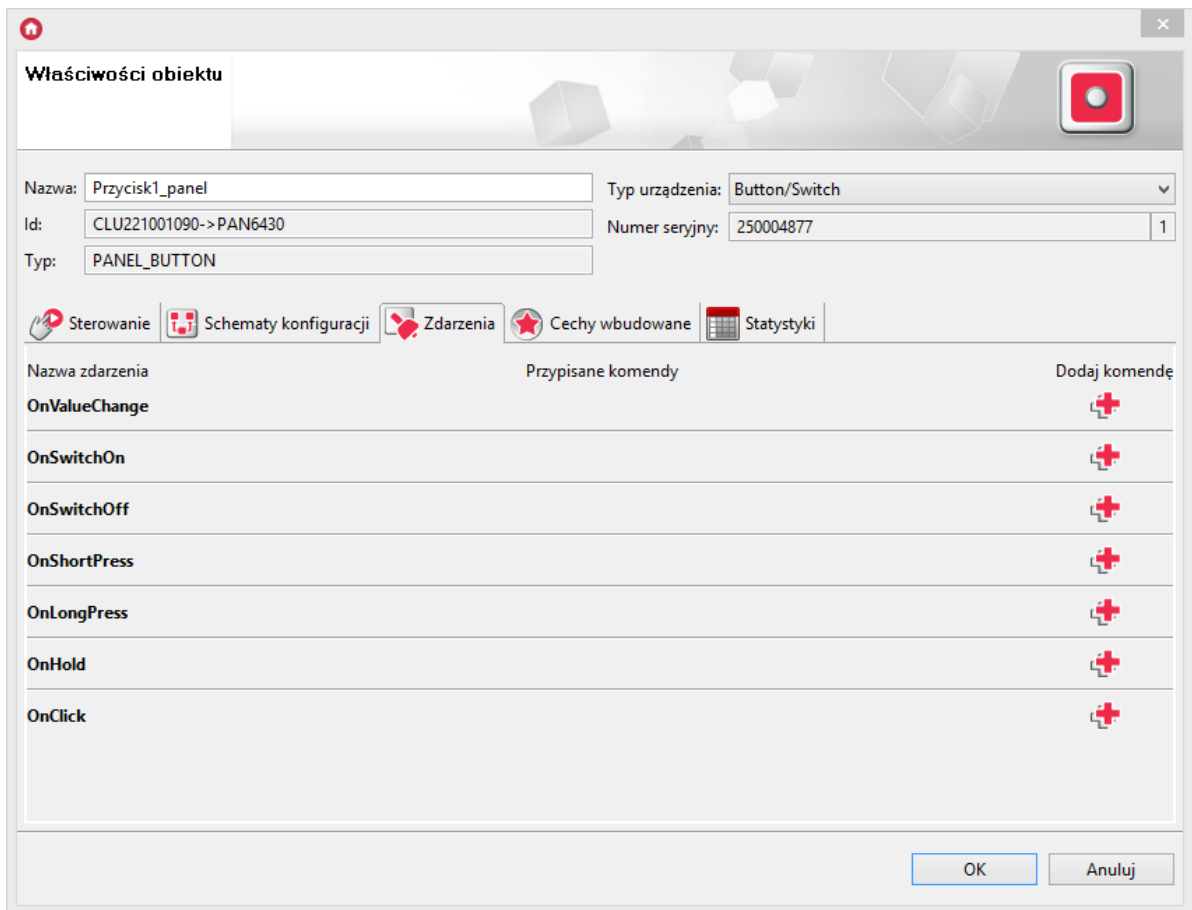 Właściwości obiektu
Nazwa: Przycisk1_panel Typ urządzenia: Button/Switch
Id: CLU221001090->PAN6430 Numer seryjny: 250004877 1
Typ: PANEL_BUTTON
Sterowanie Schematy konfiguracji Zdarzenia Cechy wbudowane Statystyki
Nazwa zdarzenia Przypisane komendy Dodaj komendę
OnValueChange
OnSwitchOn
OnSwitchOff
OnShortPress
OnLongPress
OnHold
OnClick
OK Anuluj